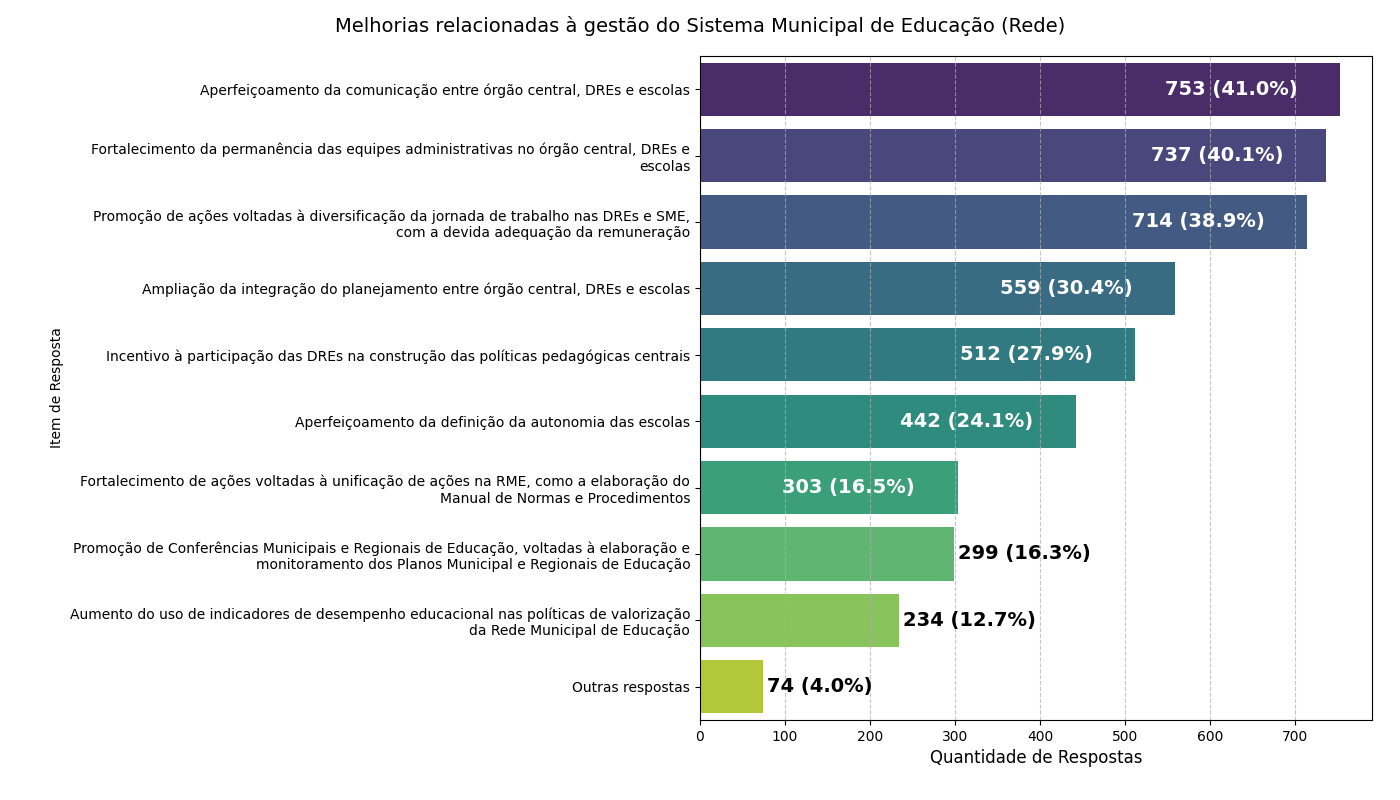 Melhorias relacionadas à gestão do Sistema Municipal de Educação (Rede)
Aperfeiçoamento da comunicação entre órgão central, DREs e escolas
753 (41.0%)
Fortalecimento da permanência das equipes administrativas no órgão central, DREs e
escolas
737 (40.1%)
Promoção de ações voltadas à diversificação da jornada de trabalho nas DREs e SME,
com a devida adequação da remuneração
714 (38.9%)
Ampliação da integração do planejamento entre órgão central, DREs e escolas
559 (30.4%)
Incentivo à participação das DREs na construção das políticas pedagógicas centrais
512 (27.9%)
Aperfeiçoamento da definição da autonomia das escolas
442 (24.1%)
Fortalecimento de ações voltadas à unificação de ações na RME, como a elaboração do
Manual de Normas e Procedimentos
303 (16.5%)
Promoção de Conferências Municipais e Regionais de Educação, voltadas à elaboração e
monitoramento dos Planos Municipal e Regionais de Educação
299 (16.3%)
Aumento do uso de indicadores de desempenho educacional nas políticas de valorização
da Rede Municipal de Educação
234 (12.7%)
Outras respostas
74 (4.0%)
Item de Resposta
0 100 200 300 400 500 600 700
Quantidade de Respostas